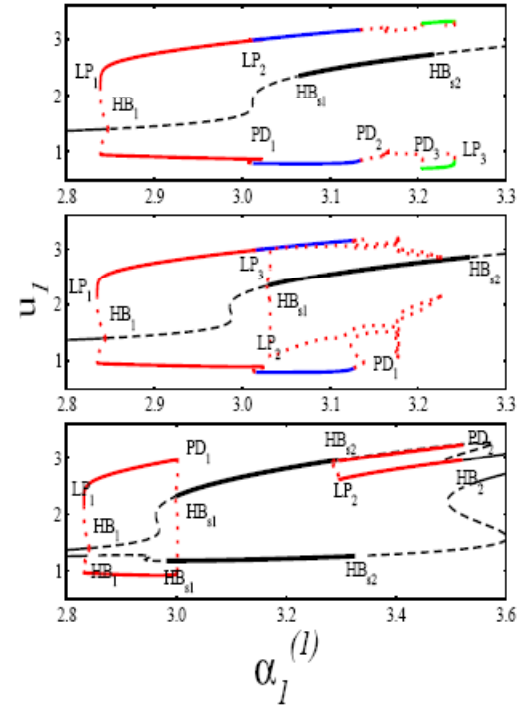 3
2
1
LP₁
HB₁
LP₂
HBₛ₁
HBₛ₂
PD₁
PD₂
PD₃
LP₃
2.8
2.9
3.0
3.1
3.2
3.3
u₁
3
2
1
LP₁
HB₁
LP₃
HBₛ₁
HBₛ₂
LP₂
PD₁
2.8
2.9
3.0
3.1
3.2
3.3
3
2
1
LP₁
PD₁
HBₛ₂
PD₂
HB₁
HBₛ₁
LP₂
HB₂
HB₁
HBₛ₁
HBₛ₂
2.8
3.0
3.2
3.4
3.6
α₁⁽¹⁾